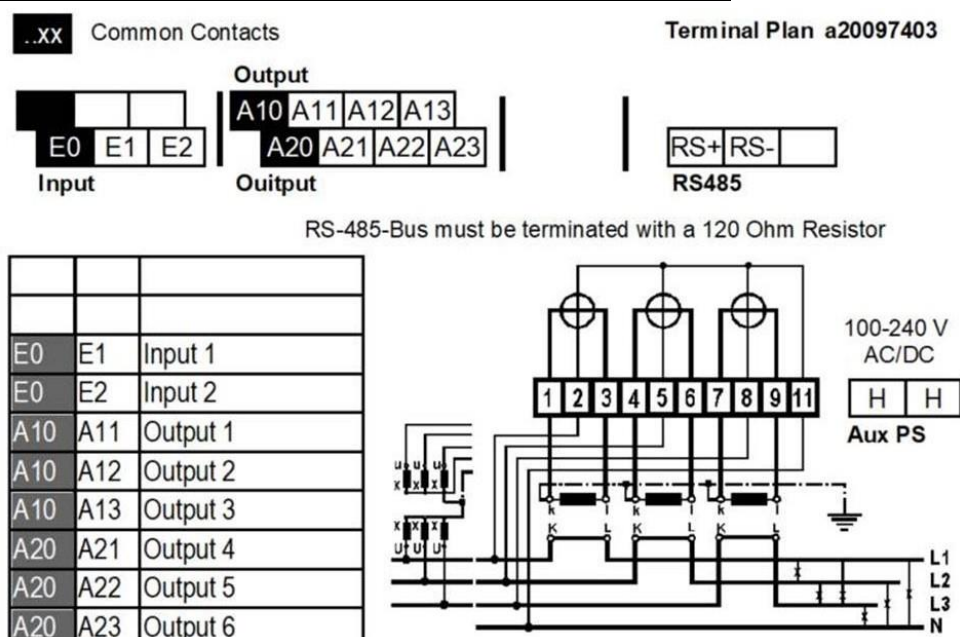 ..xx Common Contacts
Terminal Plan a20097403
Output
A10 A11 A12 A13
E0 E1 E2
A20 A21 A22 A23
RS+ RS-
Input
Ouitput
RS485
RS-485-Bus must be terminated with a 120 Ohm Resistor
E0 E1 Input 1
E0 E2 Input 2
A10 A11 Output 1
A10 A12 Output 2
A10 A13 Output 3
A20 A21 Output 4
A20 A22 Output 5
A20 A23 Output 6
100-240 V
AC/DC
1 2 3 4 5 6 7 8 9 11
H H
Aux PS
u u u
x x x
x x x
U U U
k l k l k l
K L K L K L
L1
L2
L3
N